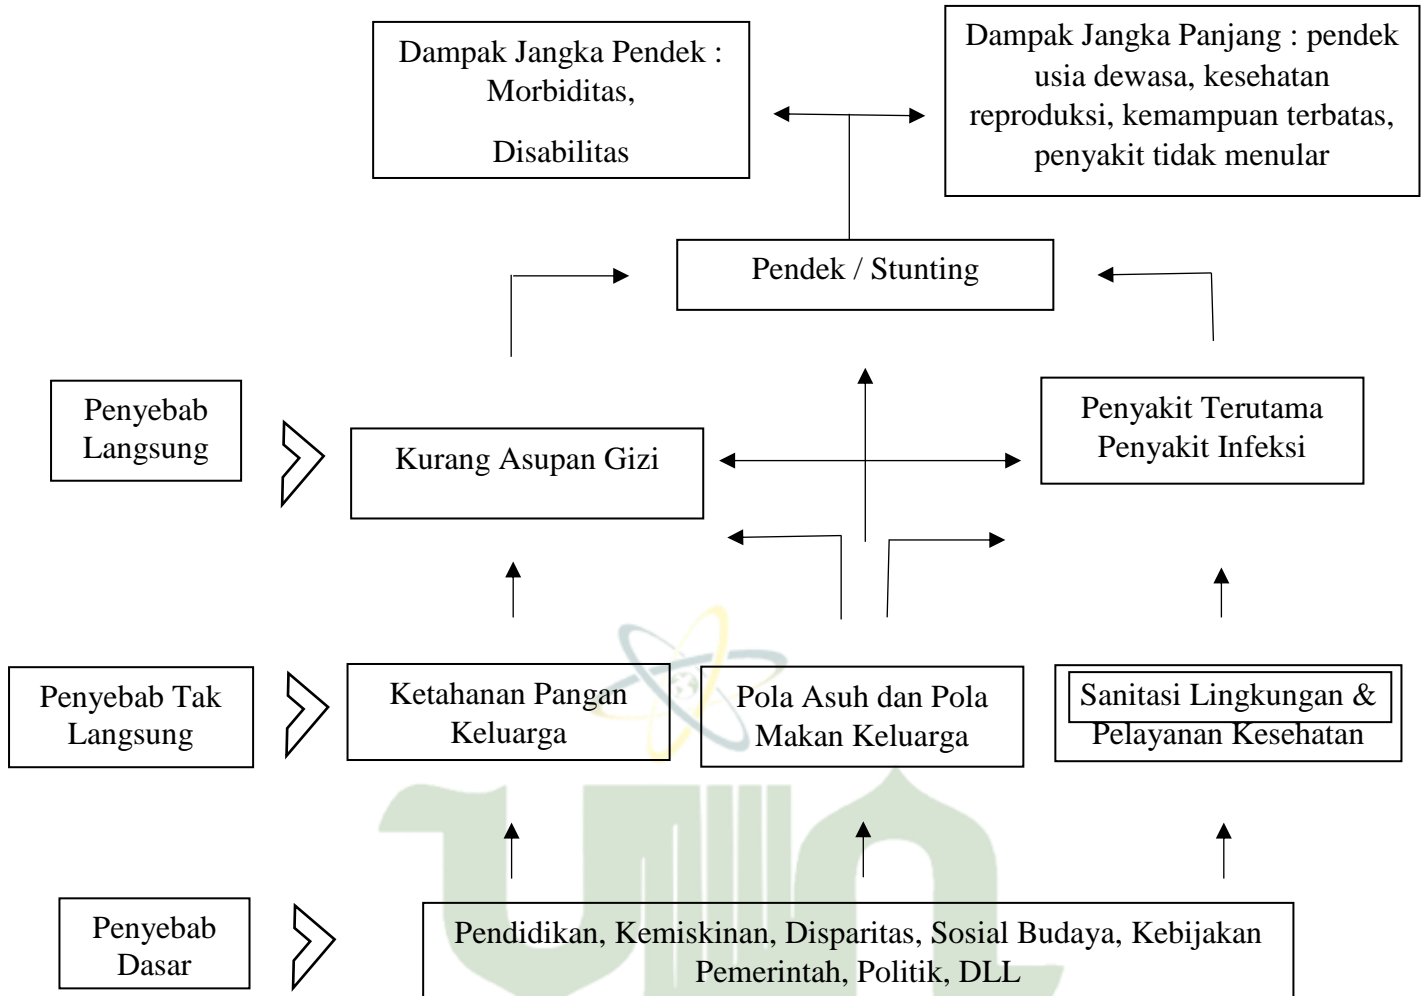 Dampak Jangka Pendek :
Morbiditas,
Disabilitas
Dampak Jangka Panjang : pendek
usia dewasa, kesehatan
reproduksi, kemampuan terbatas,
penyakit tidak menular
Pendek / Stunting
Penyebab
Langsung
Kurang Asupan Gizi
Penyakit Terutama
Penyakit Infeksi
Penyebab Tak
Langsung
Ketahanan Pangan
Keluarga
Pola Asuh dan Pola
Makan Keluarga
Sanitasi Lingkungan &
Pelayanan Kesehatan
Penyebab
Dasar
Pendidikan, Kemiskinan, Disparitas, Sosial Budaya, Kebijakan
Pemerintah, Politik, DLL